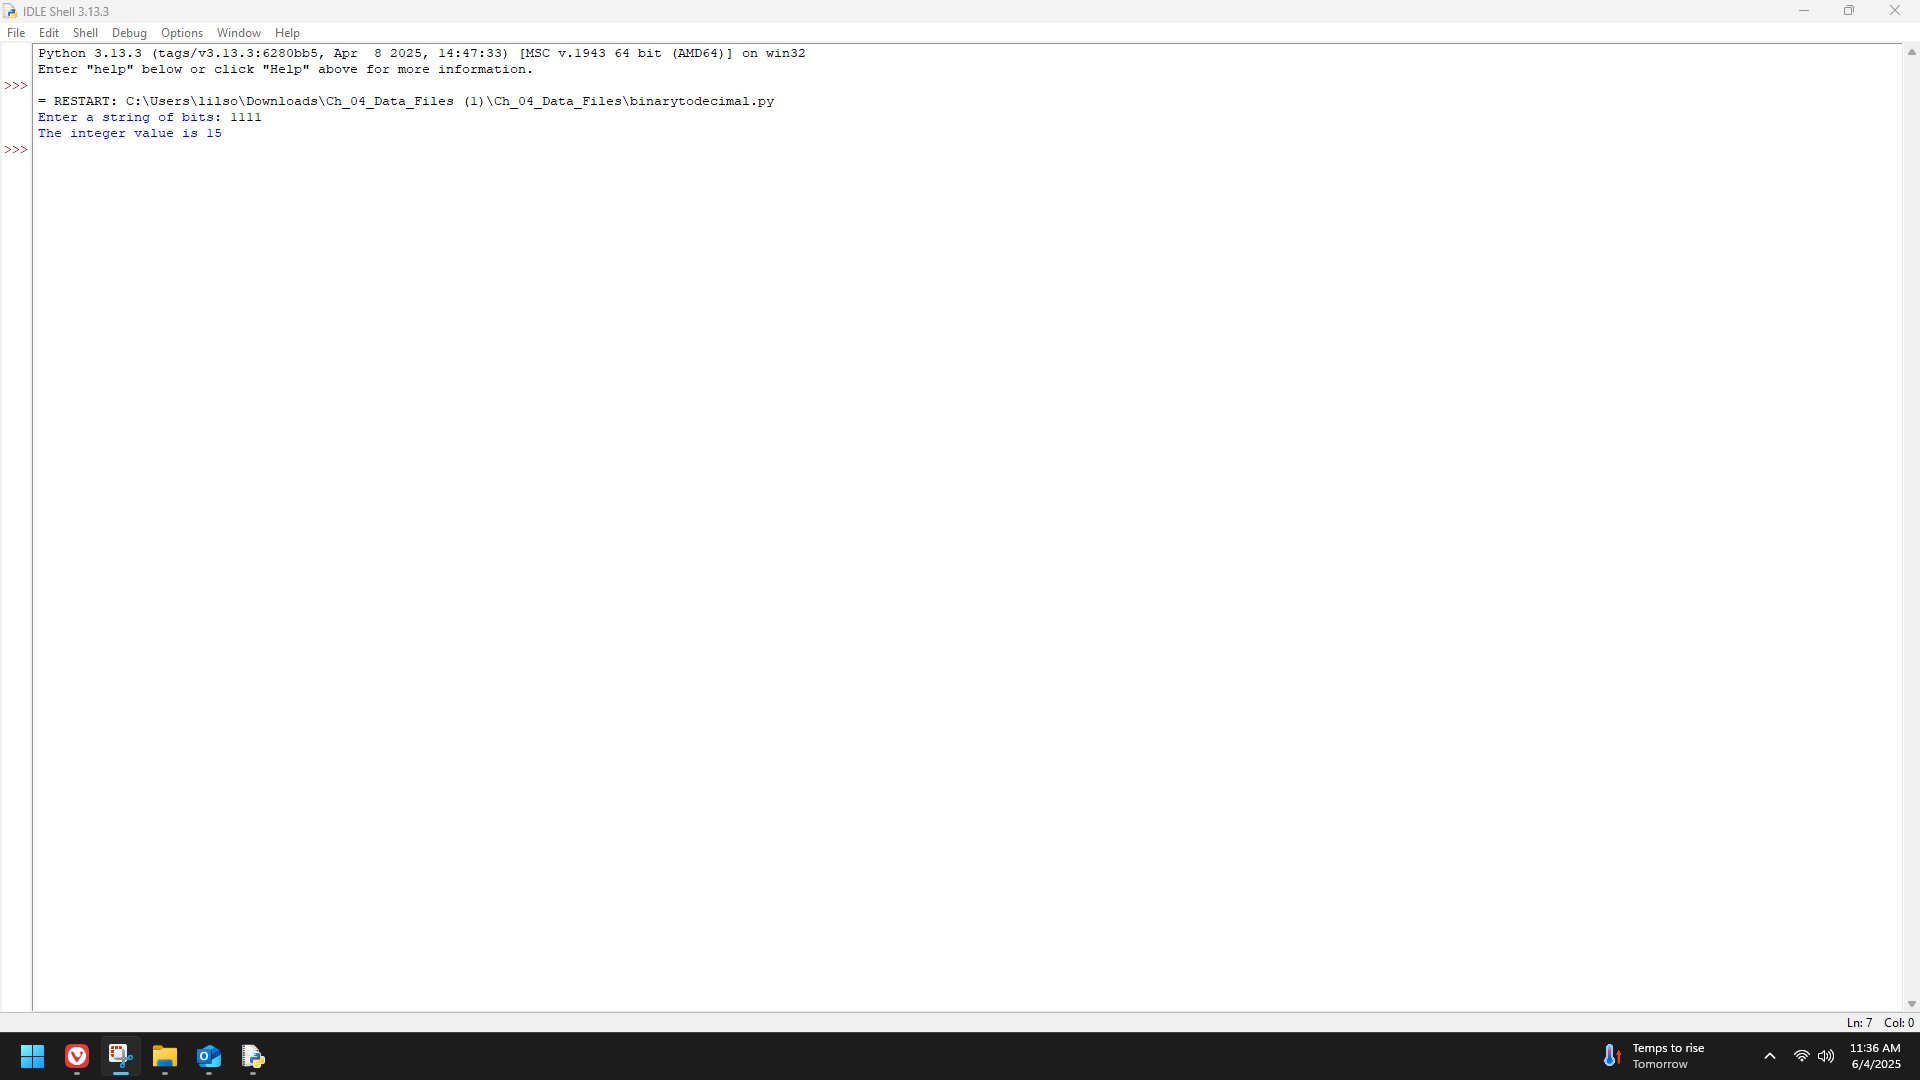 IDLE Shell 3.13.3
File Edit Shell Debug Options Window Help
Python 3.13.3 (tags/v3.13.3:6280bb5, Apr  8 2025, 14:47:33) [MSC v.1943 64 bit (AMD64)] on win32
Enter "help" below or click "Help" above for more information.
>>>
= RESTART: C:\Users\lilso\Downloads\Ch_04_Data_Files (1)\Ch_04_Data_Files\binarytodecimal.py
Enter a string of bits: 1111
The integer value is 15
>>>
Ln: 7 Col: 0
Temps to rise
Tomorrow
11:36 AM
6/4/2025